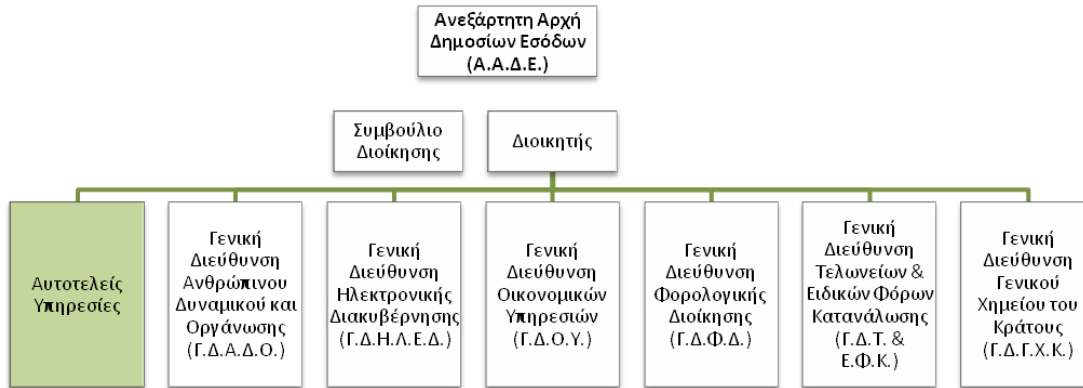 Ανεξάρτητη Αρχή
Δημοσίων Εσόδων
(Α.Α.Δ.Ε.)
Συμβούλιο
Διοίκησης
Διοικητής
Αυτοτελείς
Υπηρεσίες
Γενική
Διεύθυνση
Ανθρώπινου
Δυναμικού και
Οργάνωσης
(Γ.Δ.Α.Δ.Ο.)
Γενική
Διεύθυνση
Ηλεκτρονικής
Διακυβέρνησης
(Γ.Δ.Η.Λ.Ε.Δ.)
Γενική
Διεύθυνση
Οικονομικών
Υπηρεσιών
(Γ.Δ.Ο.Υ.)
Γενική
Διεύθυνση
Φορολογικής
Διοίκησης
(Γ.Δ.Φ.Δ.)
Γενική
Διεύθυνση
Τελωνείων &
Ειδικών Φόρων
Κατανάλωσης
(Γ.Δ.Τ. &
Ε.Φ.Κ.)
Γενική
Διεύθυνση
Γενικού
Χημείου του
Κράτους
(Γ.Δ.Γ.Χ.Κ.)